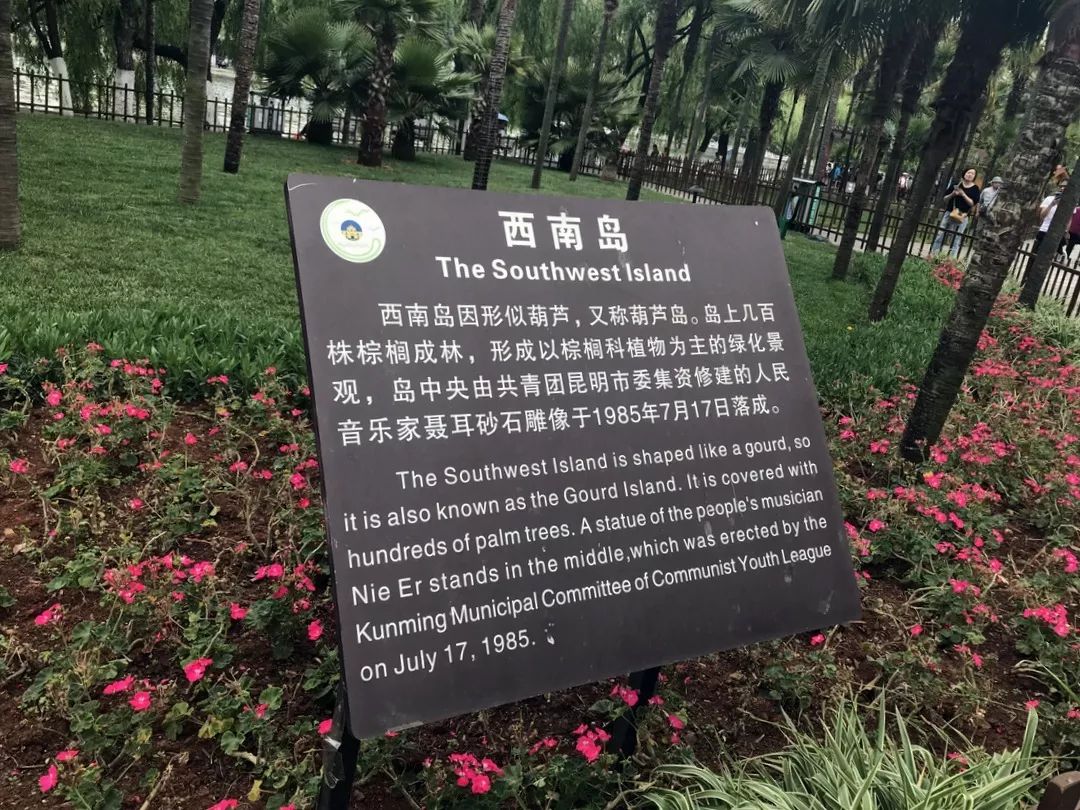 西南岛
The Southwest Island
西南岛因形似葫芦，又称葫芦岛。岛上几百
株棕榈成林，形成以棕榈科植物为主的绿化景
观，岛中央由共青团昆明市委集资修建的人民
音乐家聂耳砂石雕像于1985年7月17日落成。
The Southwest Island is shaped like a gourd, so
it is also known as the Gourd Island. It is covered with
hundreds of palm trees. A statue of the people's musician
Nie Er stands in the middle,which was erected by the
Kunming Municipal Committee of Communist Youth League
on July 17, 1985.